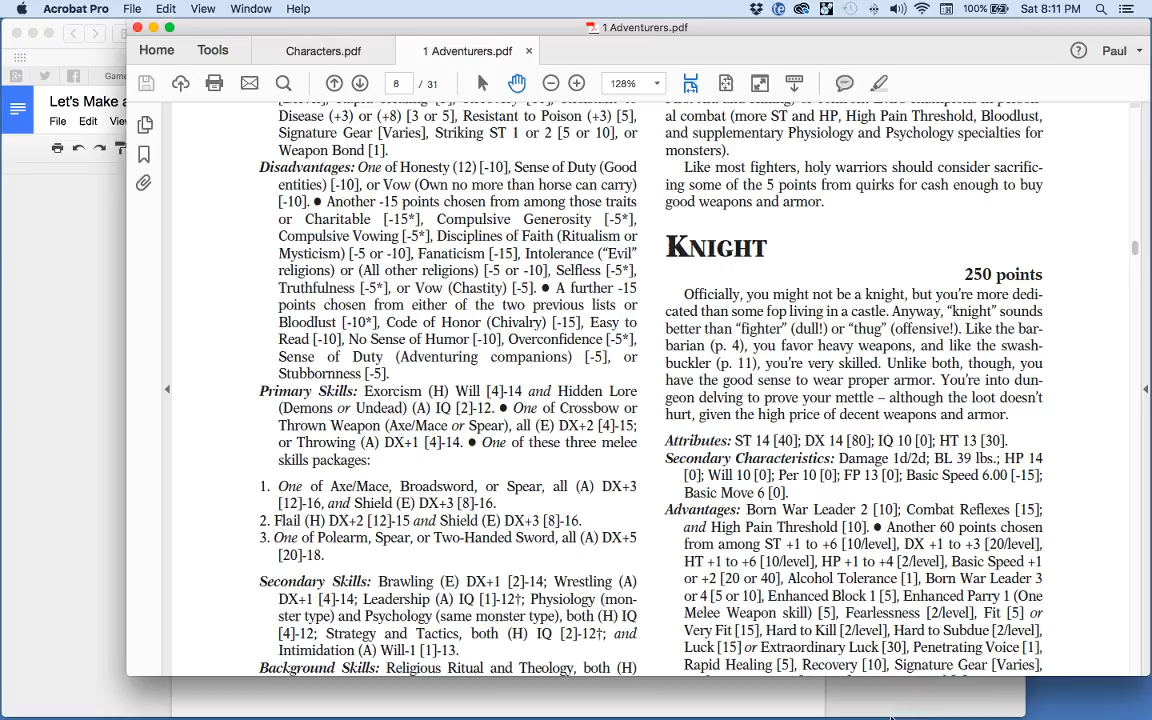 Acrobat Pro File Edit View Window Help 100% Sat 8:11 PM
1 Adventurers.pdf
Home Tools Characters.pdf 1 Adventurers.pdf × ? Paul
8 / 31 128%
Game
Let's Make a
File Edit View
Disease (+3) or (+8) [3 or 5], Resistant to Poison (+3) [5],
Signature Gear [Varies], Striking ST 1 or 2 [5 or 10], or
Weapon Bond [1].
Disadvantages: One of Honesty (12) [-10], Sense of Duty (Good
entities) [-10], or Vow (Own no more than horse can carry)
[-10]. ● Another -15 points chosen from among those traits
or Charitable [-15*], Compulsive Generosity [-5*],
Compulsive Vowing [-5*], Disciplines of Faith (Ritualism or
Mysticism) [-5 or -10], Fanaticism [-15], Intolerance (“Evil”
religions) or (All other religions) [-5 or -10], Selfless [-5*],
Truthfulness [-5*], or Vow (Chastity) [-5]. ● A further -15
points chosen from either of the two previous lists or
Bloodlust [-10*], Code of Honor (Chivalry) [-15], Easy to
Read [-10], No Sense of Humor [-10], Overconfidence [-5*],
Sense of Duty (Adventuring companions) [-5], or
Stubbornness [-5].
Primary Skills: Exorcism (H) Will [4]-14 and Hidden Lore
(Demons or Undead) (A) IQ [2]-12. ● One of Crossbow or
Thrown Weapon (Axe/Mace or Spear), all (E) DX+2 [4]-15;
or Throwing (A) DX+1 [4]-14. ● One of these three melee
skills packages:
1. One of Axe/Mace, Broadsword, or Spear, all (A) DX+3
[12]-16, and Shield (E) DX+3 [8]-16.
2. Flail (H) DX+2 [12]-15 and Shield (E) DX+3 [8]-16.
3. One of Polearm, Spear, or Two-Handed Sword, all (A) DX+5
[20]-18.
Secondary Skills: Brawling (E) DX+1 [2]-14; Wrestling (A)
DX+1 [4]-14; Leadership (A) IQ [1]-12†; Physiology (mon-
ster type) and Psychology (same monster type), both (H) IQ
[4]-12; Strategy and Tactics, both (H) IQ [2]-12†; and
Intimidation (A) Will-1 [1]-13.
Background Skills: Religious Ritual and Theology, both (H)
al combat (more ST and HP, High Pain Threshold, Bloodlust,
and supplementary Physiology and Psychology specialties for
monsters).
Like most fighters, holy warriors should consider sacrific-
ing some of the 5 points from quirks for cash enough to buy
good weapons and armor.
KNIGHT
250 points
Officially, you might not be a knight, but you’re more dedi-
cated than some fop living in a castle. Anyway, “knight” sounds
better than “fighter” (dull!) or “thug” (offensive!). Like the bar-
barian (p. 4), you favor heavy weapons, and like the swash-
buckler (p. 11), you’re very skilled. Unlike both, though, you
have the good sense to wear proper armor. You’re into dun-
geon delving to prove your mettle – although the loot doesn’t
hurt, given the high price of decent weapons and armor.
Attributes: ST 14 [40]; DX 14 [80]; IQ 10 [0]; HT 13 [30].
Secondary Characteristics: Damage 1d/2d; BL 39 lbs.; HP 14
[0]; Will 10 [0]; Per 10 [0]; FP 13 [0]; Basic Speed 6.00 [-15];
Basic Move 6 [0].
Advantages: Born War Leader 2 [10]; Combat Reflexes [15];
and High Pain Threshold [10]. ● Another 60 points chosen
from among ST +1 to +6 [10/level], DX +1 to +3 [20/level],
HT +1 to +6 [10/level], HP +1 to +4 [2/level], Basic Speed +1
or +2 [20 or 40], Alcohol Tolerance [1], Born War Leader 3
or 4 [5 or 10], Enhanced Block 1 [5], Enhanced Parry 1 (One
Melee Weapon skill) [5], Fearlessness [2/level], Fit [5] or
Very Fit [15], Hard to Kill [2/level], Hard to Subdue [2/level],
Luck [15] or Extraordinary Luck [30], Penetrating Voice [1],
Rapid Healing [5], Recovery [10], Signature Gear [Varies],